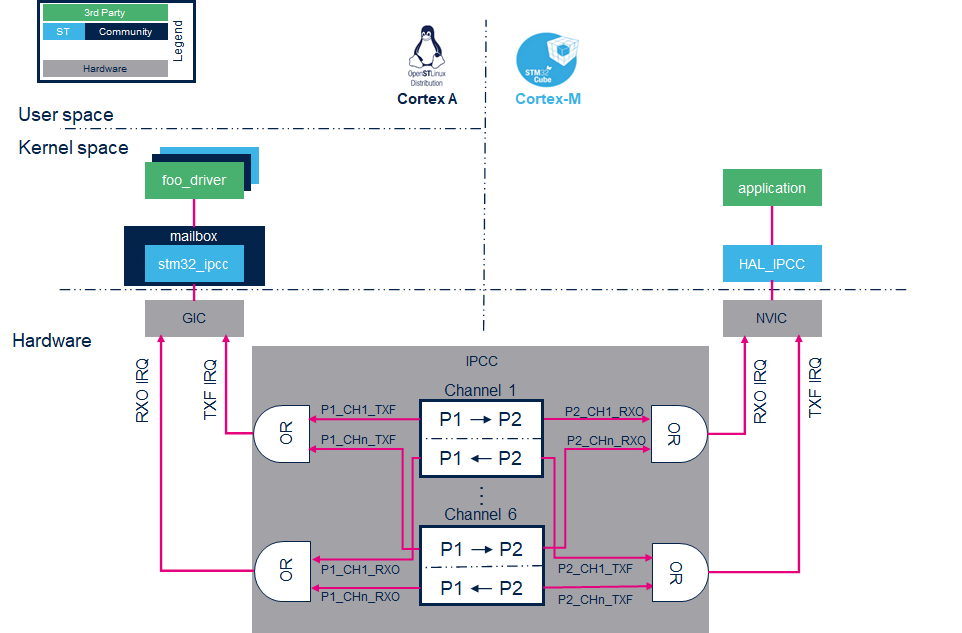 3rd Party
ST
Community
Legend
Hardware
OpenSTLinux
Distribution
Cortex A
STM32
Cube
Cortex-M
User space
Kernel space
foo_driver
mailbox
stm32_ipcc
application
HAL_IPCC
GIC
NVIC
Hardware
RXO IRQ
TXF IRQ
RXO IRQ
TXF IRQ
IPCC
Channel 1
P1 → P2
P1 ← P2
P1_CH1_TXF
P1_CHn_TXF
P2_CH1_RXO
P2_CHn_RXO
OR
OR
Channel 6
P1 → P2
P1 ← P2
P1_CH1_RXO
P1_CHn_RXO
P2_CH1_TXF
P2_CHn_TXF
OR
OR